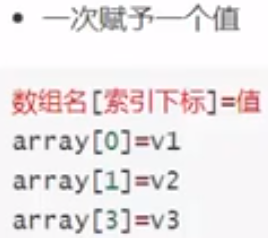 • 一次赋予一个值
数组名[索引下标]=值
array[0]=v1
array[1]=v2
array[3]=v3